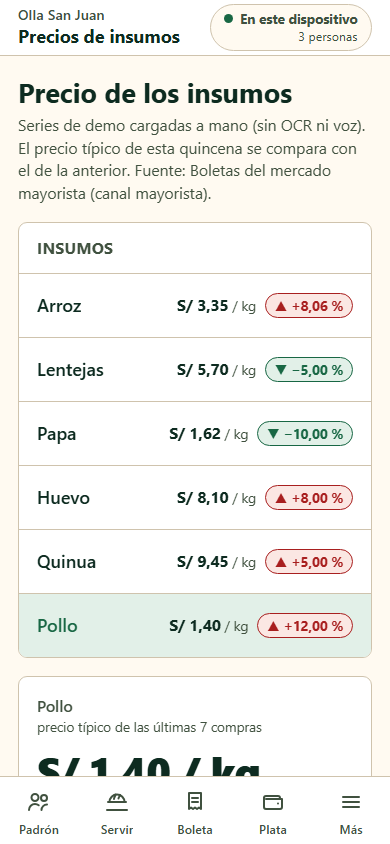 Olla San Juan
Precios de insumos
En este dispositivo
3 personas
Precio de los insumos
Series de demo cargadas a mano (sin OCR ni voz).
El precio típico de esta quincena se compara con
el de la anterior. Fuente: Boletas del mercado
mayorista (canal mayorista).
INSUMOS
Arroz S/ 3,35 / kg ▲ +8,06 %
Lentejas S/ 5,70 / kg ▼ −5,00 %
Papa S/ 1,62 / kg ▼ −10,00 %
Huevo S/ 8,10 / kg ▲ +8,00 %
Quinua S/ 9,45 / kg ▲ +5,00 %
Pollo S/ 1,40 / kg ▲ +12,00 %
Pollo
precio típico de las últimas 7 compras
S/ 1,40 / kg
Padrón Servir Boleta Plata Más